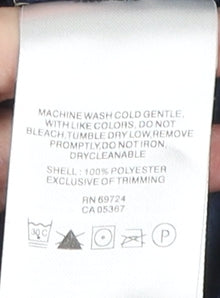 MACHINE WASH COLD GENTLE,
WITH LIKE COLORS, DO NOT
BLEACH,TUMBLE DRY LOW,REMOVE
PROMPTLY,DO NOT IRON,
DRYCLEANABLE
SHELL : 100% POLYESTER
EXCLUSIVE OF TRIMMING
RN 69724
CA 05367
30 C P